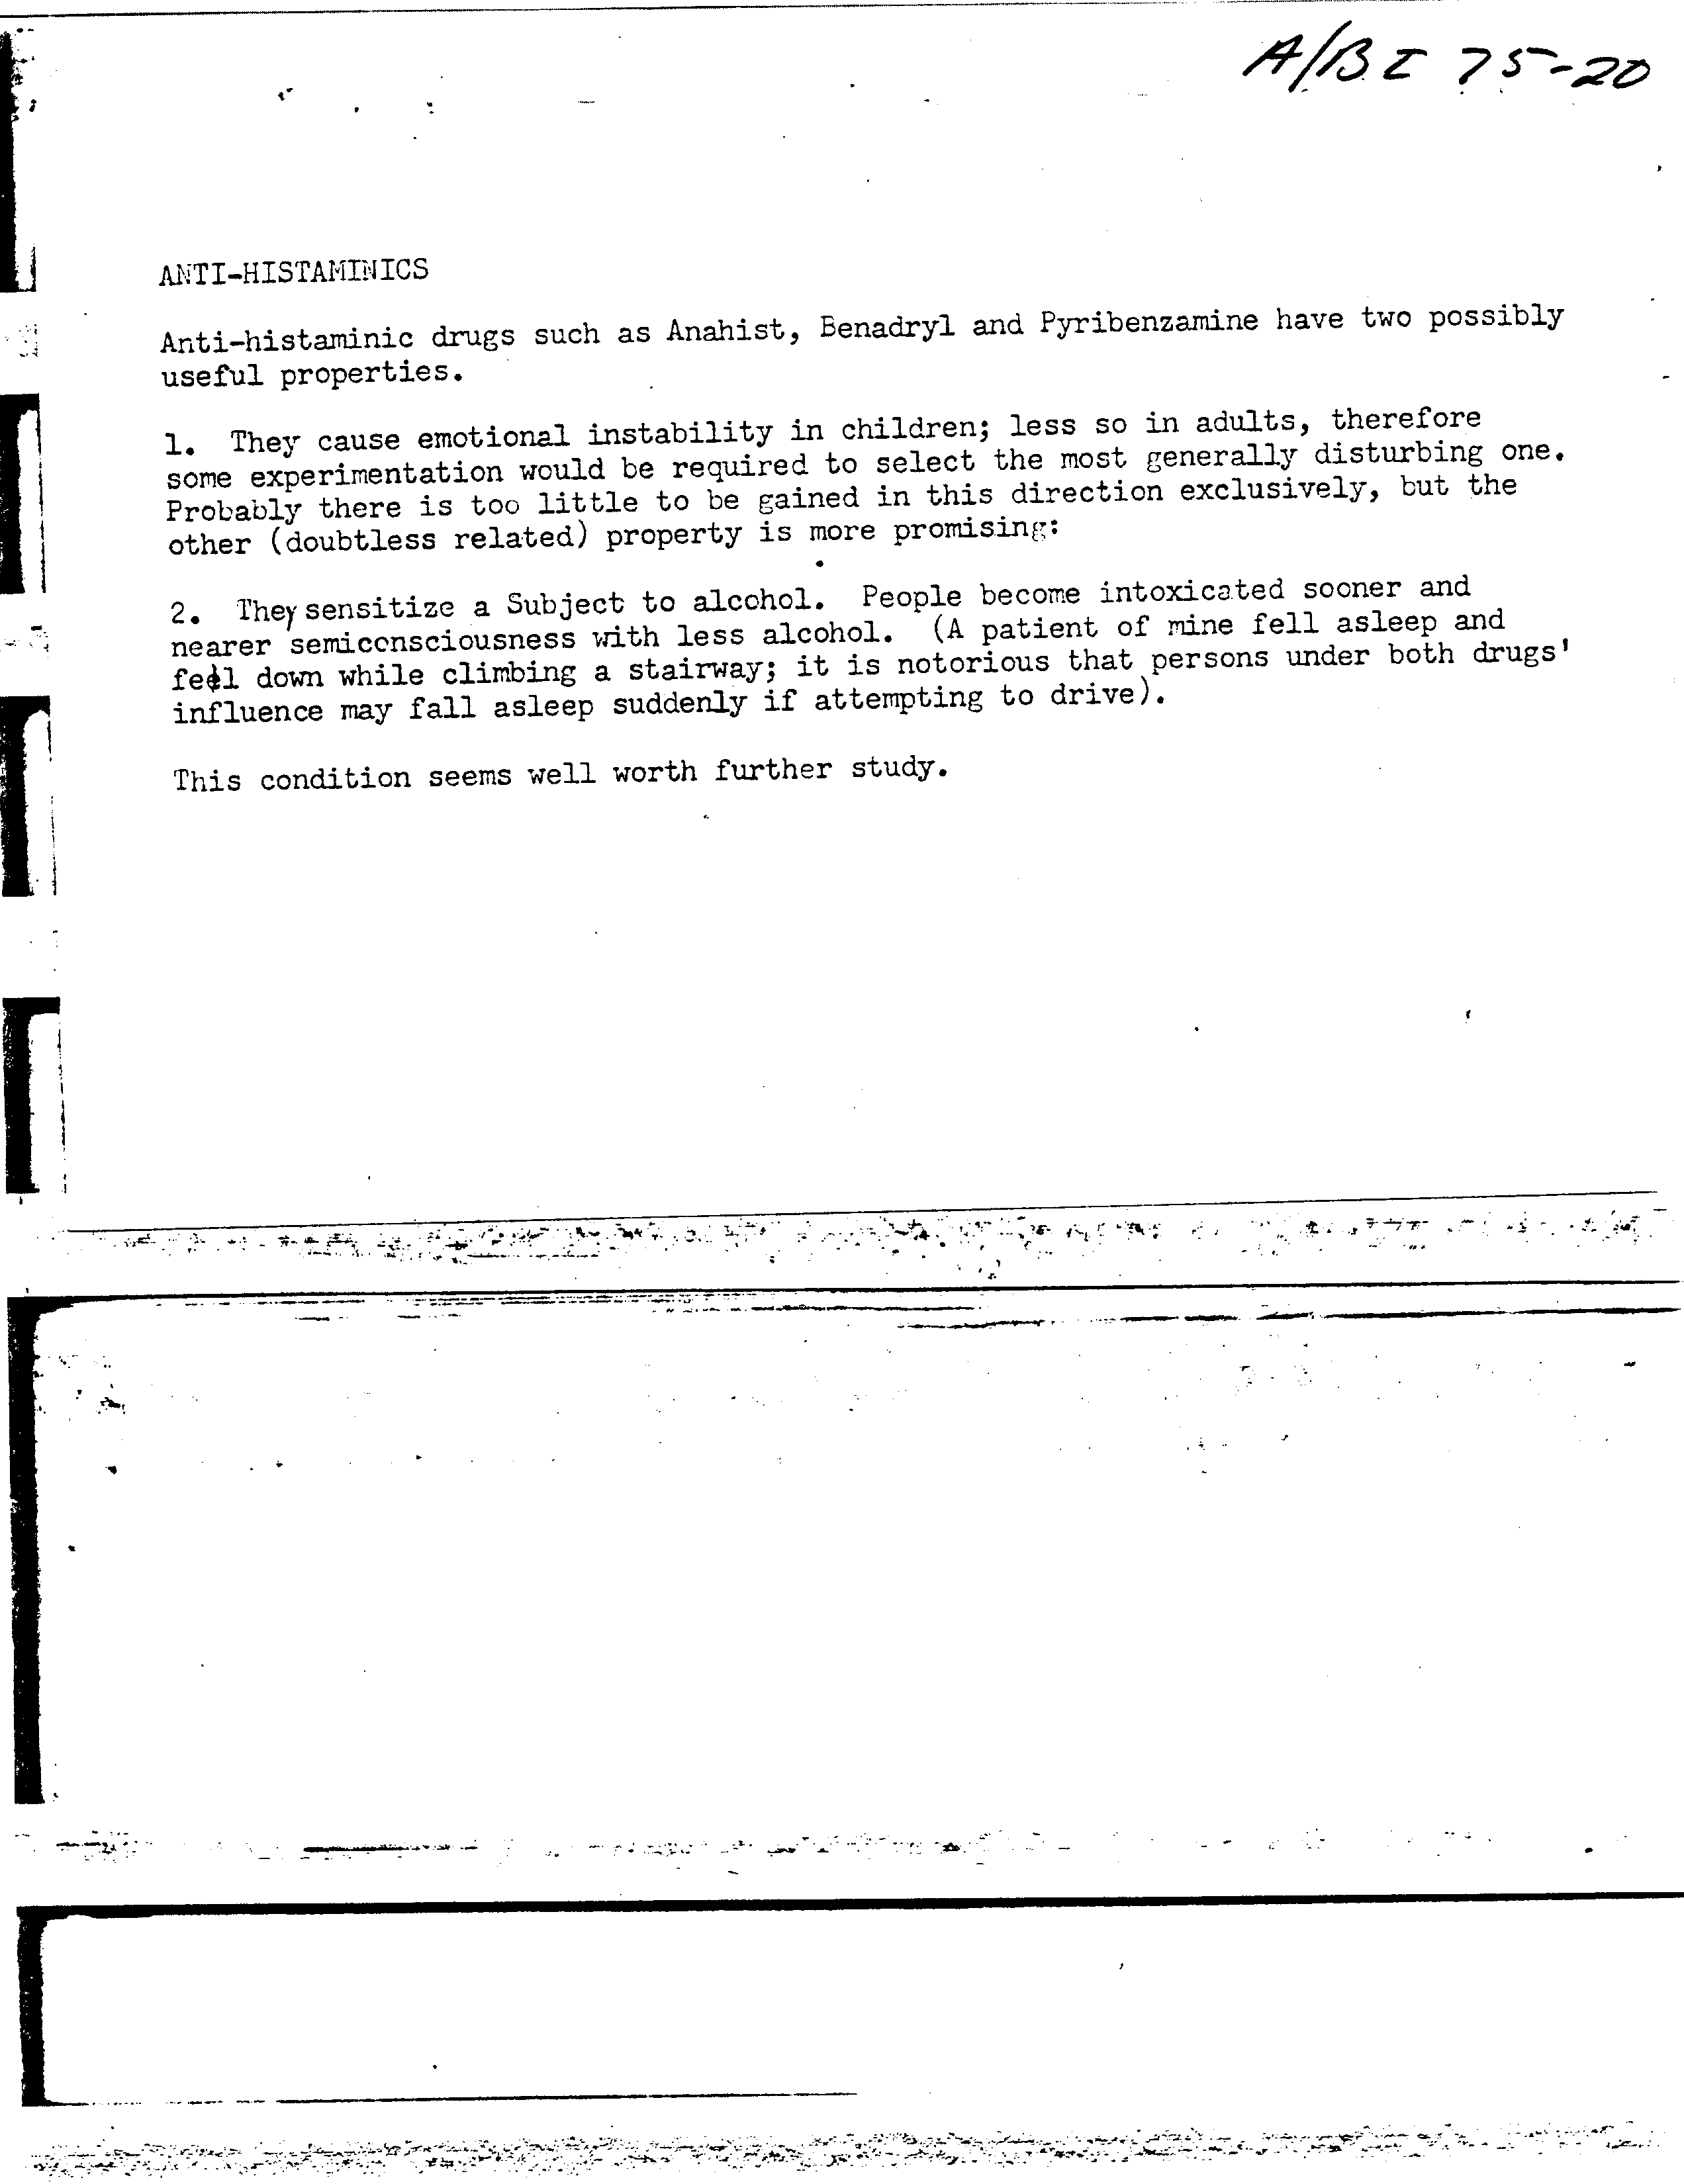 A/B I 75-20
ANTI-HISTAMINICS
Anti-histaminic drugs such as Anahist, Benadryl and Pyribenzamine have two possibly
useful properties.
1. They cause emotional instability in children; less so in adults, therefore
some experimentation would be required to select the most generally disturbing one.
Probably there is too little to be gained in this direction exclusively, but the
other (doubtless related) property is more promising:
2. They sensitize a Subject to alcohol. People become intoxicated sooner and
nearer semiconsciousness with less alcohol. (A patient of mine fell asleep and
fell down while climbing a stairway; it is notorious that persons under both drugs'
influence may fall asleep suddenly if attempting to drive).
This condition seems well worth further study.